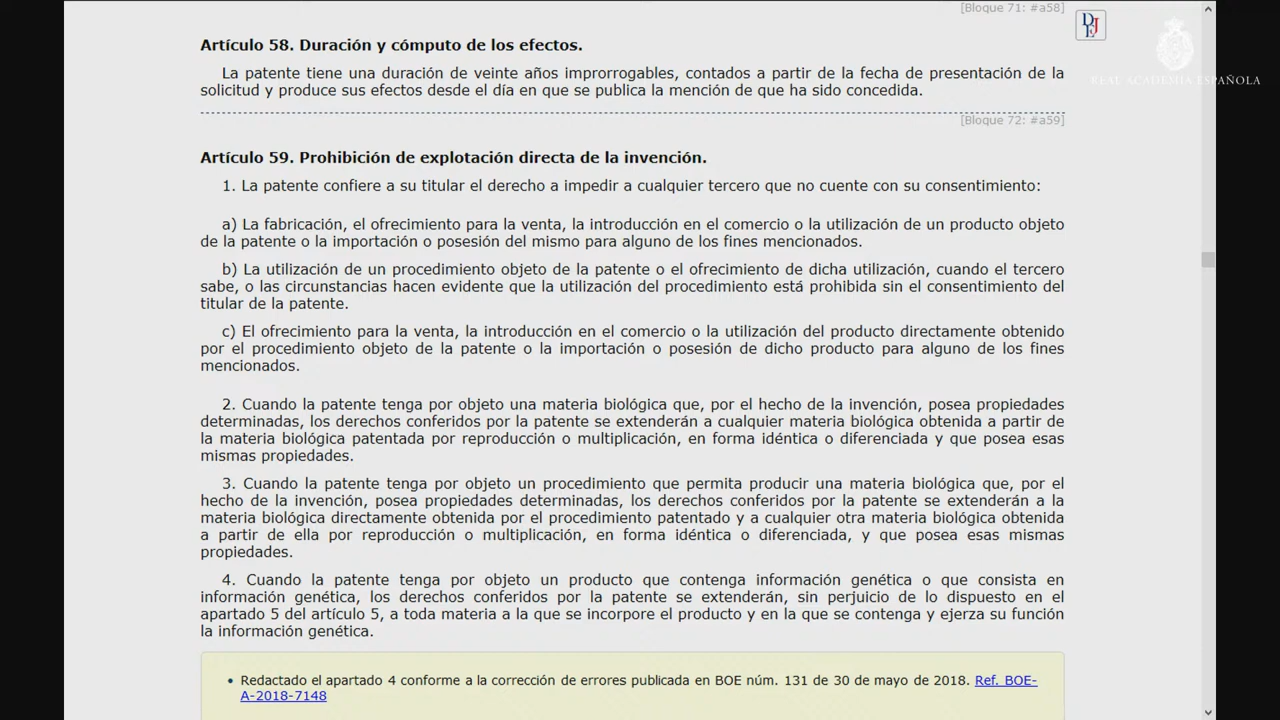 [Bloque 71: #a58]
DEJ
REAL ACADEMIA ESPAÑOLA
Artículo 58. Duración y cómputo de los efectos.
La patente tiene una duración de veinte años improrrogables, contados a partir de la fecha de presentación de la
solicitud y produce sus efectos desde el día en que se publica la mención de que ha sido concedida.
[Bloque 72: #a59]
Artículo 59. Prohibición de explotación directa de la invención.
1. La patente confiere a su titular el derecho a impedir a cualquier tercero que no cuente con su consentimiento:
a) La fabricación, el ofrecimiento para la venta, la introducción en el comercio o la utilización de un producto objeto
de la patente o la importación o posesión del mismo para alguno de los fines mencionados.
b) La utilización de un procedimiento objeto de la patente o el ofrecimiento de dicha utilización, cuando el tercero
sabe, o las circunstancias hacen evidente que la utilización del procedimiento está prohibida sin el consentimiento del
titular de la patente.
c) El ofrecimiento para la venta, la introducción en el comercio o la utilización del producto directamente obtenido
por el procedimiento objeto de la patente o la importación o posesión de dicho producto para alguno de los fines
mencionados.
2. Cuando la patente tenga por objeto una materia biológica que, por el hecho de la invención, posea propiedades
determinadas, los derechos conferidos por la patente se extenderán a cualquier materia biológica obtenida a partir de
la materia biológica patentada por reproducción o multiplicación, en forma idéntica o diferenciada y que posea esas
mismas propiedades.
3. Cuando la patente tenga por objeto un procedimiento que permita producir una materia biológica que, por el
hecho de la invención, posea propiedades determinadas, los derechos conferidos por la patente se extenderán a la
materia biológica directamente obtenida por el procedimiento patentado y a cualquier otra materia biológica obtenida
a partir de ella por reproducción o multiplicación, en forma idéntica o diferenciada, y que posea esas mismas
propiedades.
4. Cuando la patente tenga por objeto un producto que contenga información genética o que consista en
información genética, los derechos conferidos por la patente se extenderán, sin perjuicio de lo dispuesto en el
apartado 5 del artículo 5, a toda materia a la que se incorpore el producto y en la que se contenga y ejerza su función
la información genética.
• Redactado el apartado 4 conforme a la corrección de errores publicada en BOE núm. 131 de 30 de mayo de 2018. Ref. BOE-
A-2018-7148